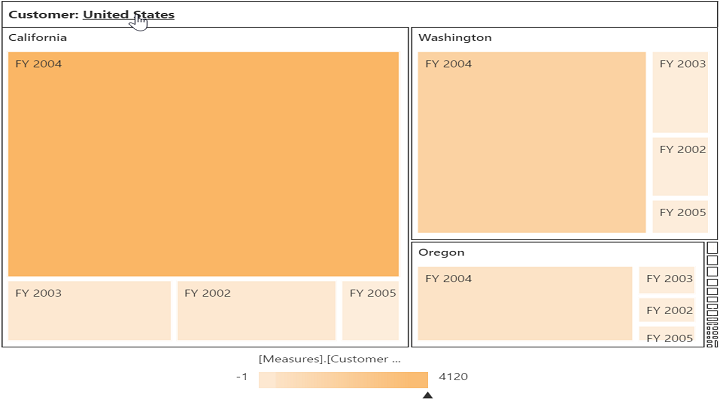 Customer: United States
California
FY 2004
FY 2003
FY 2002
FY 2005
Washington
FY 2004
FY 2003
FY 2002
FY 2005
Oregon
FY 2004
FY 2003
FY 2002
FY 2005
[Measures].[Customer ...
-1
4120